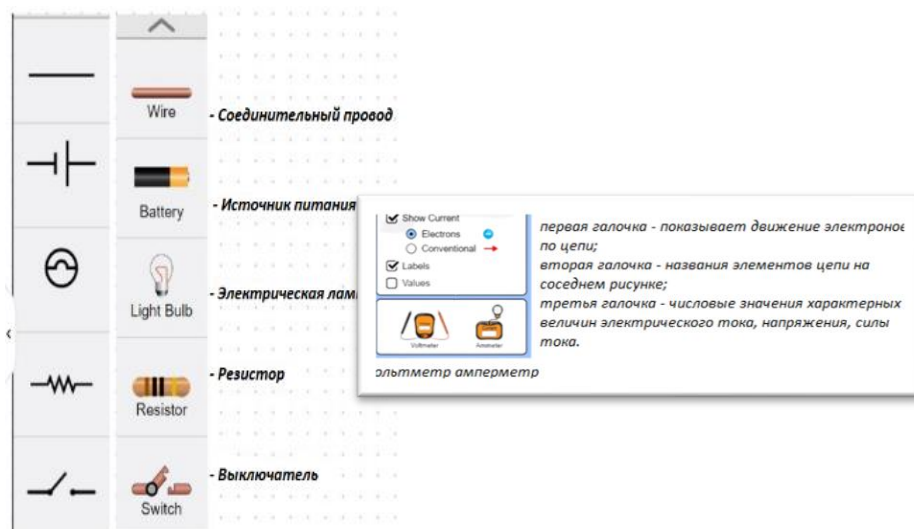 Wire
- Соединительный провод
Battery
- Источник питания
Light Bulb
- Электрическая
Resistor
- Резистор
Switch
- Выключатель
Show Current
Electrons
Conventional
Labels
Values
Voltmeter
Ammeter
первая галочка - показывает движение электронов
по цепи;
вторая галочка - названия элементов цепи на
соседнем рисунке;
третья галочка - числовые значения характерных
величин электрического тока, напряжения, силы
тока.
амперметр